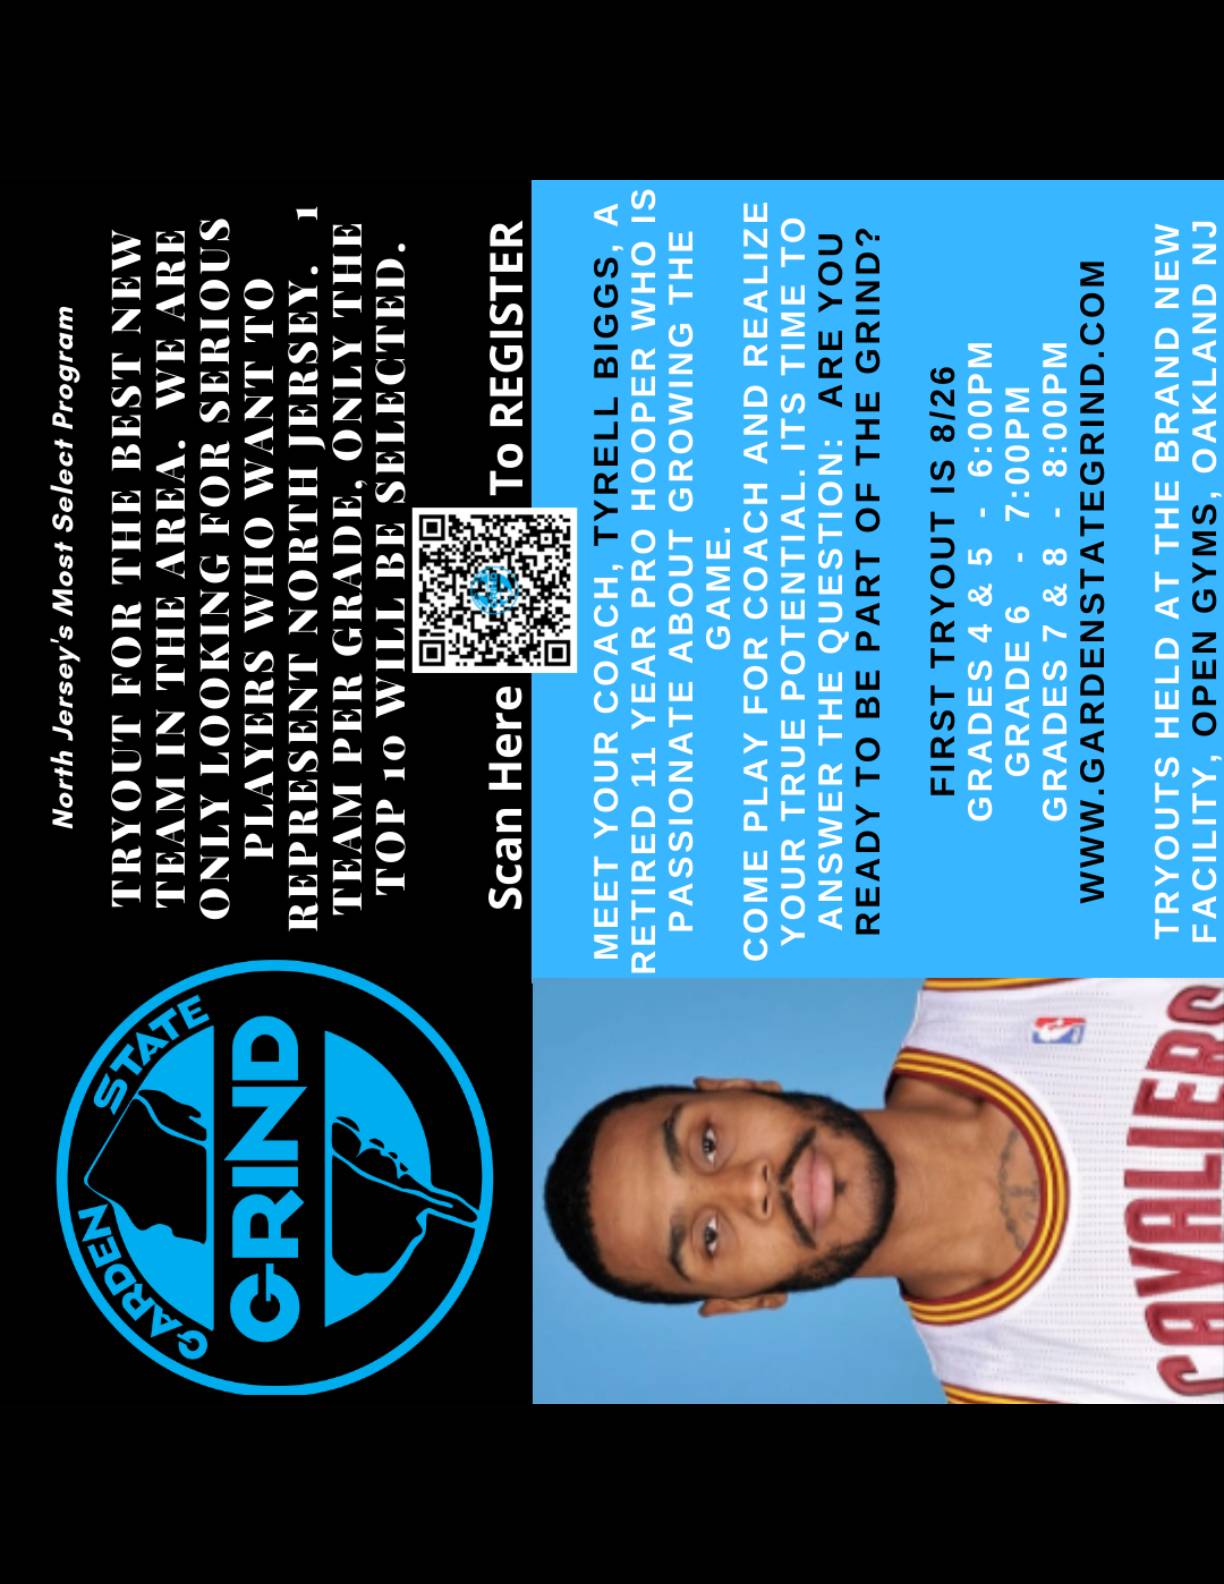 GARDEN STATE
GRIND
North Jersey's Most Select Program
TRYOUT FOR THE BEST NEW
TEAM IN THE AREA.  WE ARE
ONLY LOOKING FOR SERIOUS
PLAYERS WHO WANT TO
REPRESENT NORTH JERSEY.   1
TEAM PER GRADE, ONLY THE
TOP 10 WILL BE SELECTED.
Scan Here To REGISTER
MEET YOUR COACH, TYRELL BIGGS, A
RETIRED 11 YEAR PRO HOOPER WHO IS
PASSIONATE ABOUT GROWING THE
GAME.
COME PLAY FOR COACH AND REALIZE
YOUR TRUE POTENTIAL. ITS TIME TO
ANSWER THE QUESTION:  ARE YOU
READY TO BE PART OF THE GRIND?
FIRST TRYOUT IS 8/26
GRADES 4 & 5  -  6:00PM
GRADE 6   -  7:00PM
GRADES 7 & 8  -  8:00PM
WWW.GARDENSTATEGRIND.COM
TRYOUTS HELD AT THE BRAND NEW
FACILITY, OPEN GYMS, OAKLAND NJ
CAVALIERS